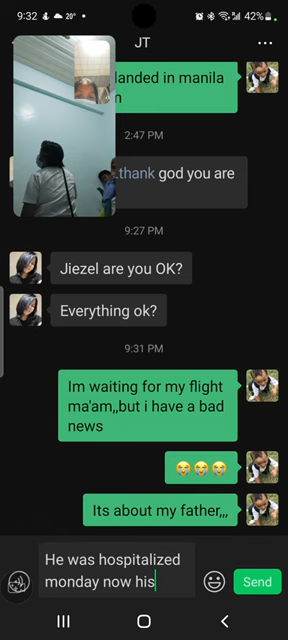 9:32 20° 42%
JT
landed in manila
n
2:47 PM
..thank god you are
9:27 PM
Jiezel are you OK?
Everything ok?
9:31 PM
Im waiting for my flight
ma'am,,but i have a bad
news
Its about my father,,,
He was hospitalized
monday now his
Send